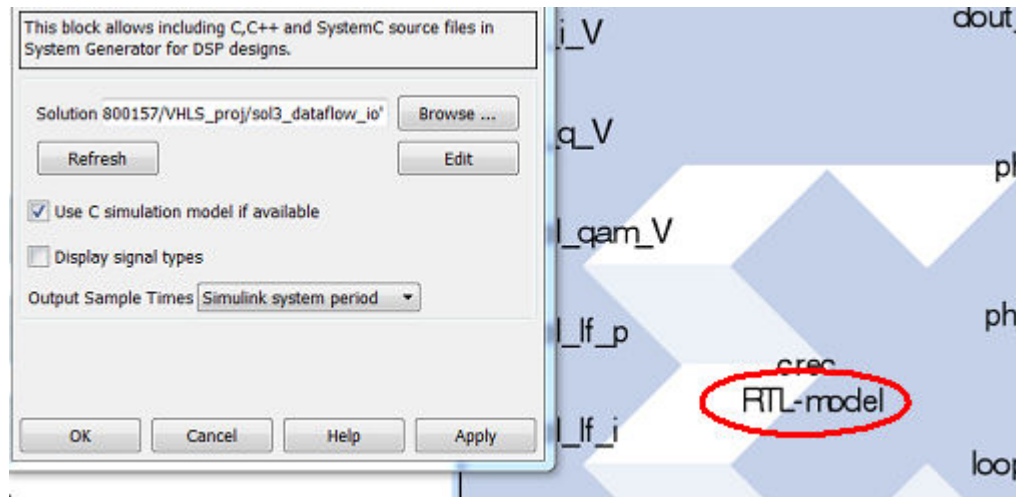 This block allows including C,C++ and SystemC source files in
System Generator for DSP designs.
Solution 800157/VHLS_proj/sol3_dataflow_io'
Browse ...
Refresh
Edit
Use C simulation model if available
Display signal types
Output Sample Times Simulink system period
OK
Cancel
Help
Apply
i_V
q_V
l_qam_V
l_lf_p
l_lf_i
crec
RTL-model
dout_
ph
ph
loop